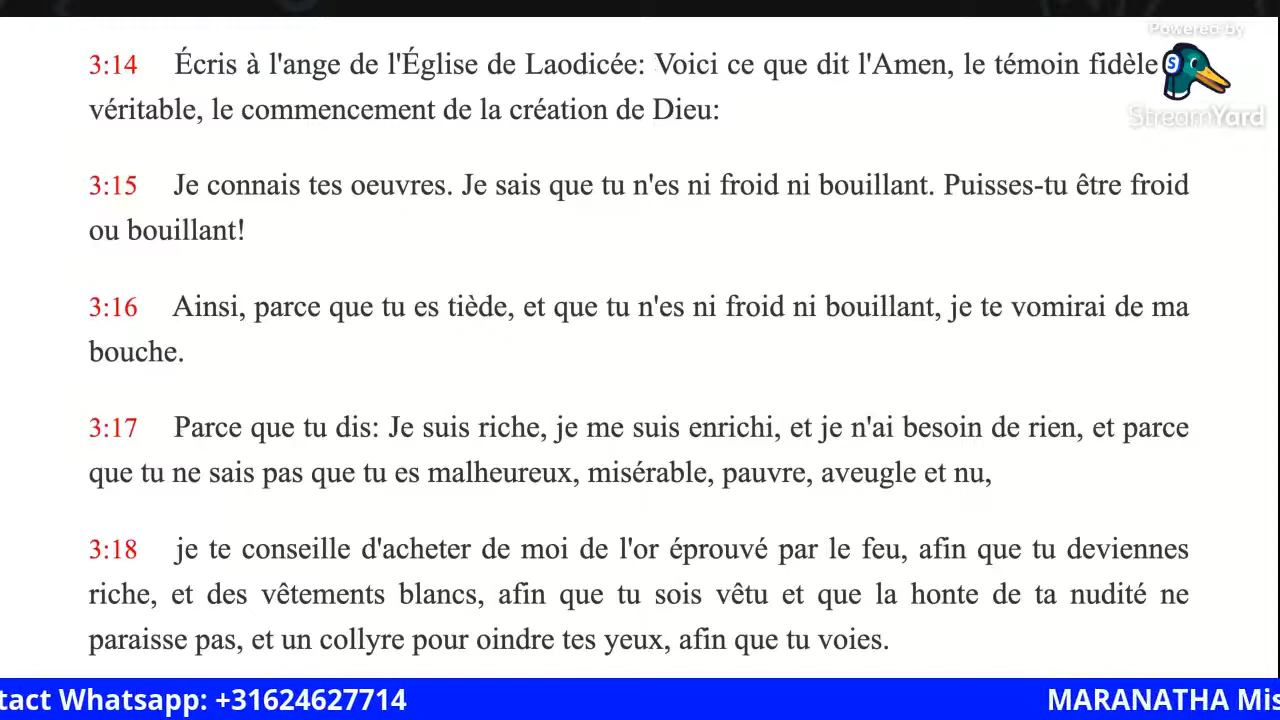 Powered by
StreamYard
3:14 Écris à l'ange de l'Église de Laodicée: Voici ce que dit l'Amen, le témoin fidèle
véritable, le commencement de la création de Dieu:
3:15 Je connais tes oeuvres. Je sais que tu n'es ni froid ni bouillant. Puisses-tu être froid
ou bouillant!
3:16 Ainsi, parce que tu es tiède, et que tu n'es ni froid ni bouillant, je te vomirai de ma
bouche.
3:17 Parce que tu dis: Je suis riche, je me suis enrichi, et je n'ai besoin de rien, et parce
que tu ne sais pas que tu es malheureux, misérable, pauvre, aveugle et nu,
3:18 je te conseille d'acheter de moi de l'or éprouvé par le feu, afin que tu deviennes
riche, et des vêtements blancs, afin que tu sois vêtu et que la honte de ta nudité ne
paraisse pas, et un collyre pour oindre tes yeux, afin que tu voies.
tact Whatsapp: +31624627714 MARANATHA Mis